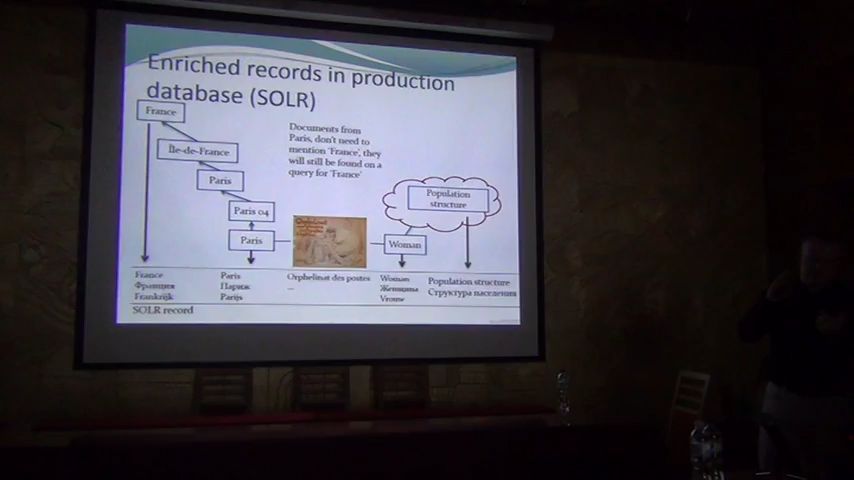 Enriched records in production
database (SOLR)
France
Île-de-France
Paris
Paris 04
Paris
Documents from
Paris, don't need to
mention 'France', they
will still be found on a
query for 'France'
Population
structure
Woman
France
Франция
Frankrijk
Paris
Париж
Parijs
Orphelinat des postes
...
Woman
Женщина
Vrouw
Population structure
Структура населения
SOLR record